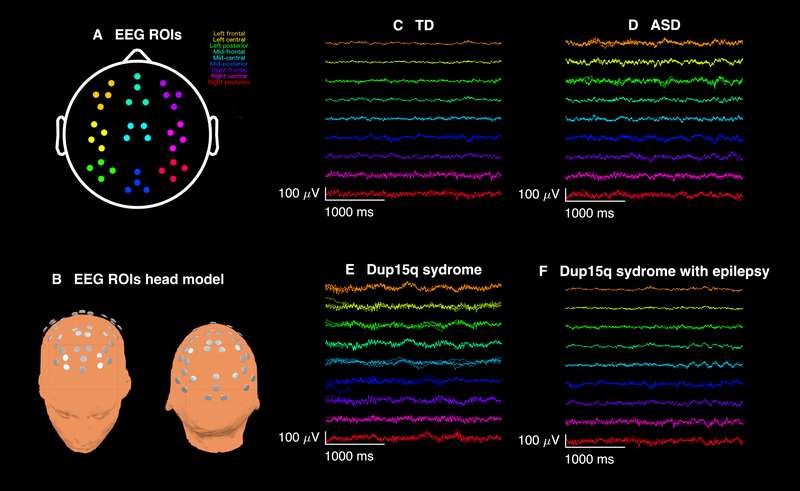 A EEG ROIs
Left frontal
Left central
Left posterior
Mid-frontal
Mid-central
Mid-posterior
Right frontal
Right central
Right posterior
C TD
100 μV
1000 ms
D ASD
100 μV
1000 ms
B EEG ROIs head model
E Dup15q sydrome
100 μV
1000 ms
F Dup15q sydrome with epilepsy
100 μV
1000 ms